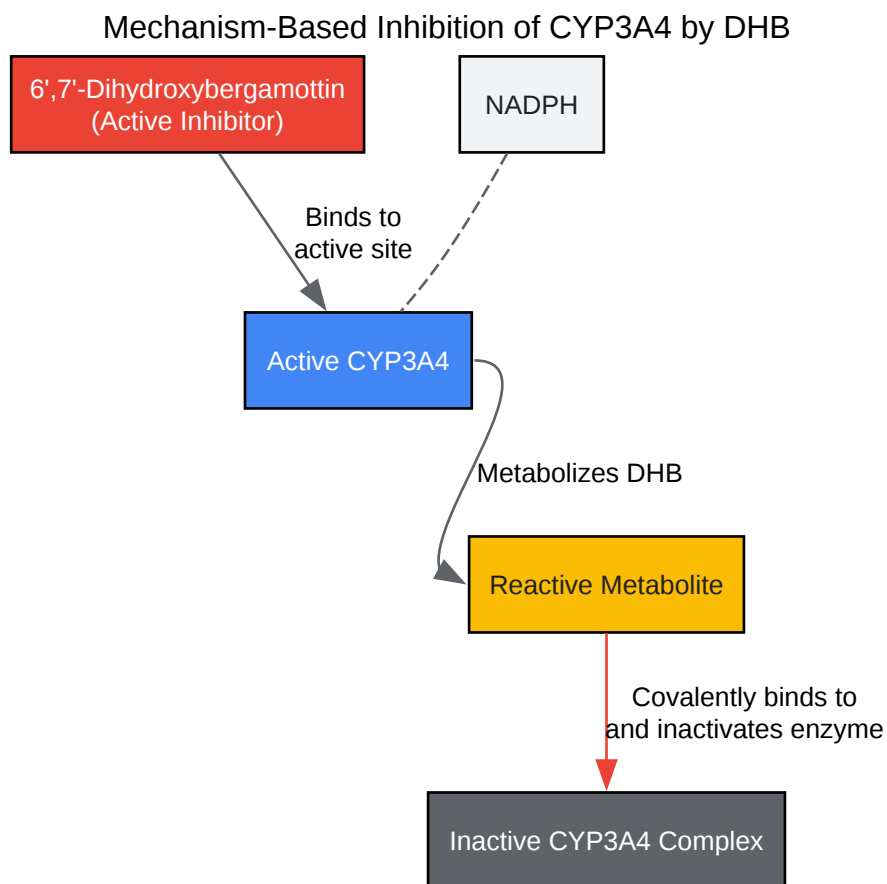 Mechanism-Based Inhibition of CYP3A4 by DHB
6',7'-Dihydroxybergamottin
(Active Inhibitor)
NADPH
Binds to
active site
Active CYP3A4
Metabolizes DHB
Reactive Metabolite
Covalently binds to
and inactivates enzyme
Inactive CYP3A4 Complex